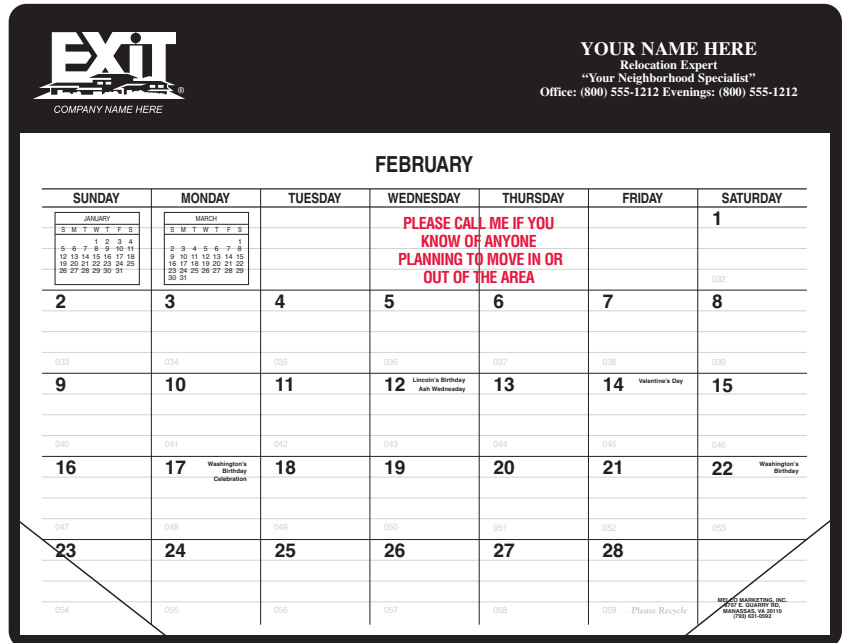 EXiT
®
COMPANY NAME HERE
YOUR NAME HERE
Relocation Expert
“Your Neighborhood Specialist”
Office: (800) 555-1212 Evenings: (800) 555-1212
FEBRUARY
SUNDAY MONDAY TUESDAY WEDNESDAY THURSDAY FRIDAY SATURDAY
JANUARY
S M T W T F S
1 2 3 4
5 6 7 8 9 10 11
12 13 14 15 16 17 18
19 20 21 22 23 24 25
26 27 28 29 30 31
MARCH
S M T W T F S
1
2 3 4 5 6 7 8
9 10 11 12 13 14 15
16 17 18 19 20 21 22
23 24 25 26 27 28 29
30 31
PLEASE CALL ME IF YOU
KNOW OF ANYONE
PLANNING TO MOVE IN OR
OUT OF THE AREA
1
032
2 3 4 5 6 7 8
033 034 035 036 037 038 039
9 10 11 12 Lincoln's Birthday
Ash Wednesday
13 14 Valentine's Day
15
040 041 042 043 044 045 046
16 17 Washington's
Birthday
Celebration
18 19 20 21 22 Washington's
Birthday
047 048 049 050 051 052 053
23 24 25 26 27 28
054 055 056 057 058 059 Please Recycle
MELCO MARKETING, INC.
8707 E. QUARRY RD,
MANASSAS, VA 20110
(793) 631-0592